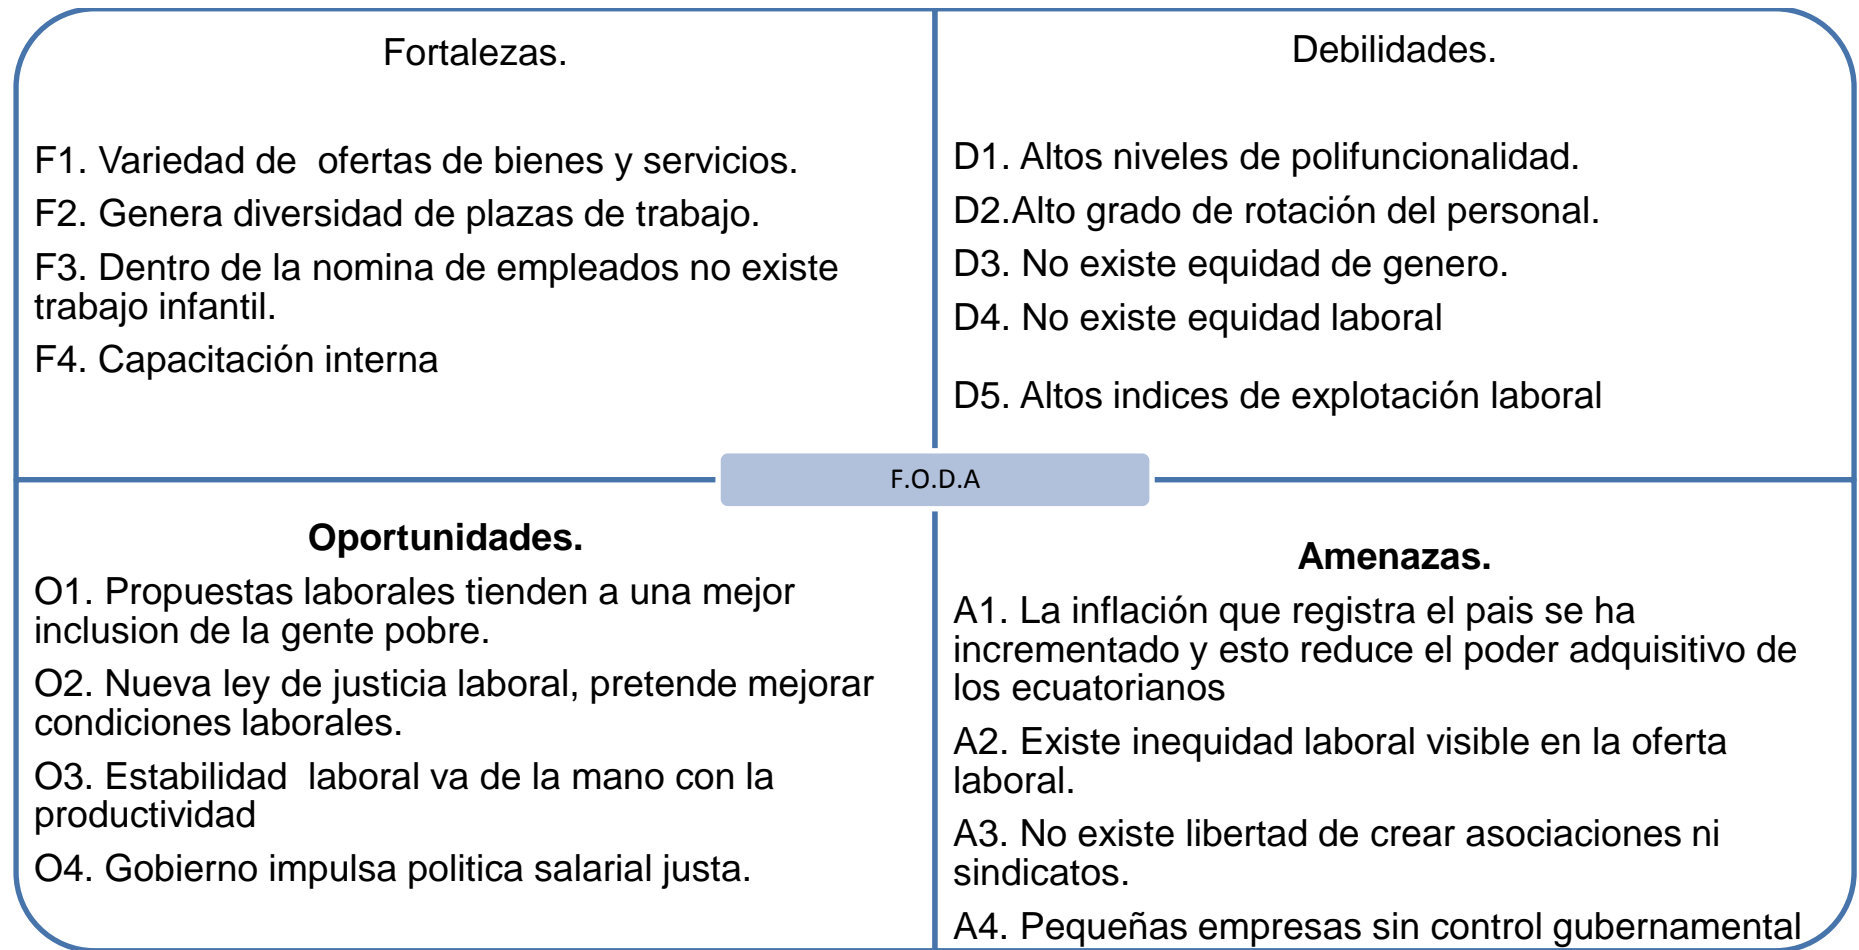 Fortalezas.
F1. Variedad de  ofertas de bienes y servicios.
F2. Genera diversidad de plazas de trabajo.
F3. Dentro de la nomina de empleados no existe
trabajo infantil.
F4. Capacitación interna
Debilidades.
D1. Altos niveles de polifuncionalidad.
D2.Alto grado de rotación del personal.
D3. No existe equidad de genero.
D4. No existe equidad laboral
D5. Altos indices de explotación laboral
F.O.D.A
Oportunidades.
O1. Propuestas laborales tienden a una mejor
inclusion de la gente pobre.
O2. Nueva ley de justicia laboral, pretende mejorar
condiciones laborales.
O3. Estabilidad  laboral va de la mano con la
productividad
O4. Gobierno impulsa politica salarial justa.
Amenazas.
A1. La inflación que registra el pais se ha
incrementado y esto reduce el poder adquisitivo de
los ecuatorianos
A2. Existe inequidad laboral visible en la oferta
laboral.
A3. No existe libertad de crear asociaciones ni
sindicatos.
A4. Pequeñas empresas sin control gubernamental